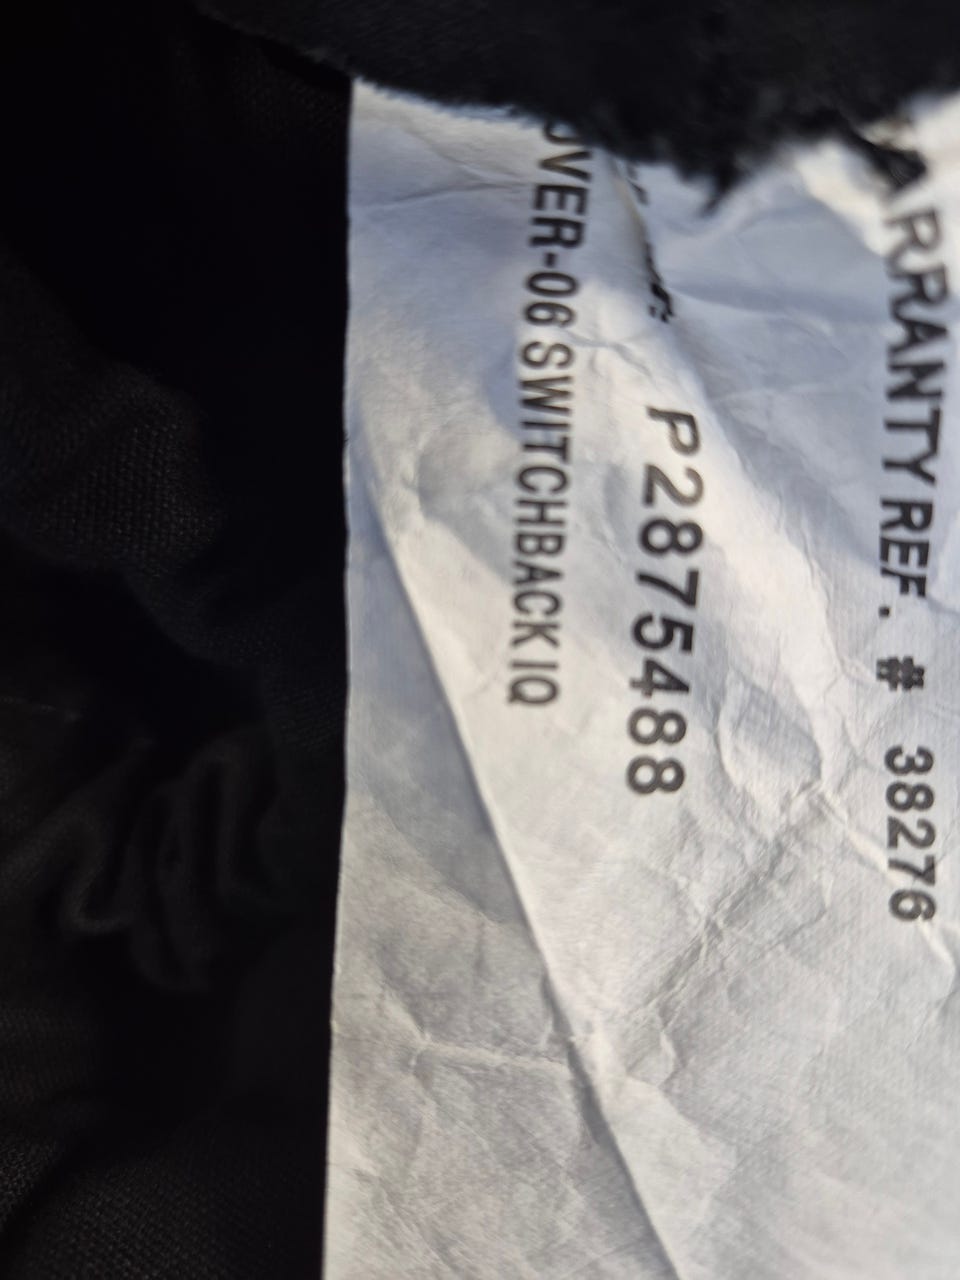 ARRANTY REF. # 38276
P2875488
OVER-06 SWITCHBACK IQ